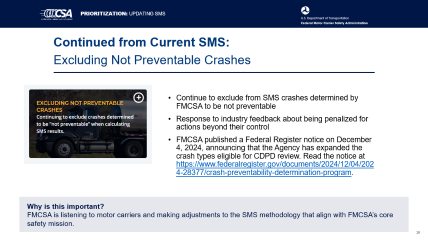 CSA
PRIORITIZATION: UPDATING SMS
U.S. Department of Transportation
Federal Motor Carrier Safety Administration
Continued from Current SMS:
Excluding Not Preventable Crashes
EXCLUDING NOT PREVENTABLE
CRASHES
Continuing to exclude crashes determined
to be "not preventable" when calculating
SMS results.
• Continue to exclude from SMS crashes determined by
FMCSA to be not preventable
• Response to industry feedback about being penalized for
actions beyond their control
• FMCSA published a Federal Register notice on December
4, 2024, announcing that the Agency has expanded the
crash types eligible for CDPD review. Read the notice at
https://www.federalregister.gov/documents/2024/12/04/202
4-28377/crash-preventability-determination-program.
Why is this important?
FMCSA is listening to motor carriers and making adjustments to the SMS methodology that align with FMCSA's core
safety mission.